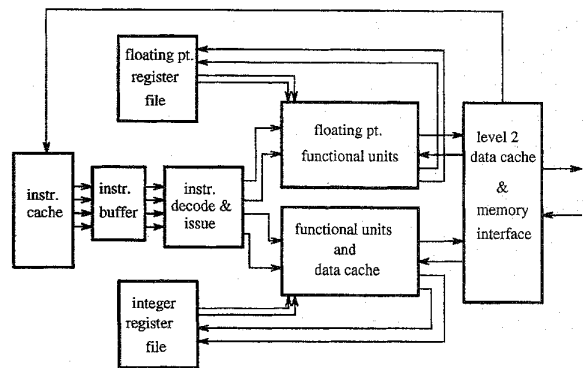 floating pt.
register
file
instr.
cache
instr.
buffer
instr.
decode &
issue
floating pt.
functional units
functional units
and
data cache
level 2
data cache
&
memory
interface
integer
register
file